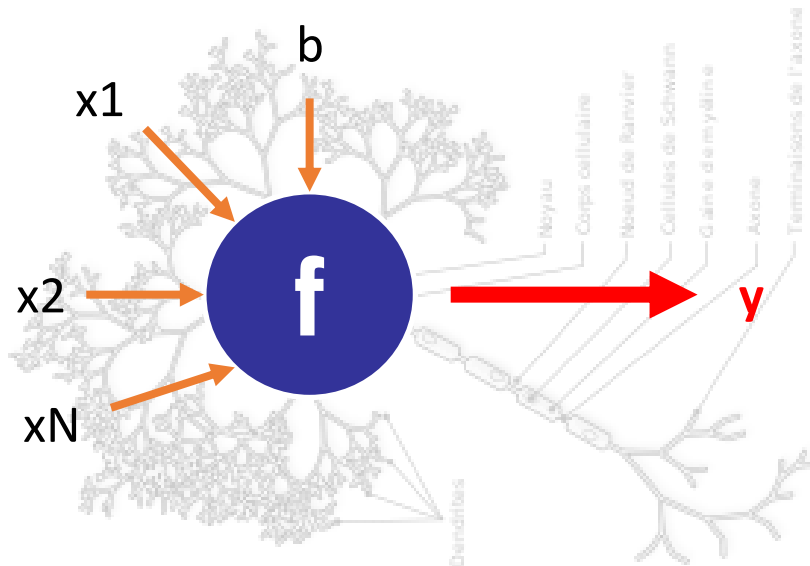 b
x1
x2
xN
f
y
Noyau
Corps cellulaire
Noeud de Ranvier
Cellules de Schwann
Gaine de myéline
Axone
Terminaisons de l'axone
Dendrites